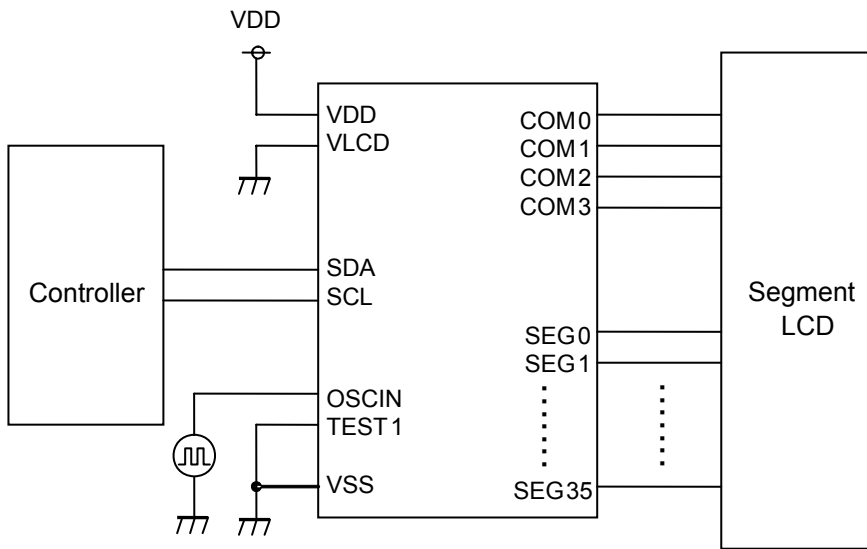 VDD
VDD
VLCD
SDA
SCL
OSCIN
TEST1
VSS
COM0
COM1
COM2
COM3
SEG0
SEG1
SEG35
Controller
Segment
LCD